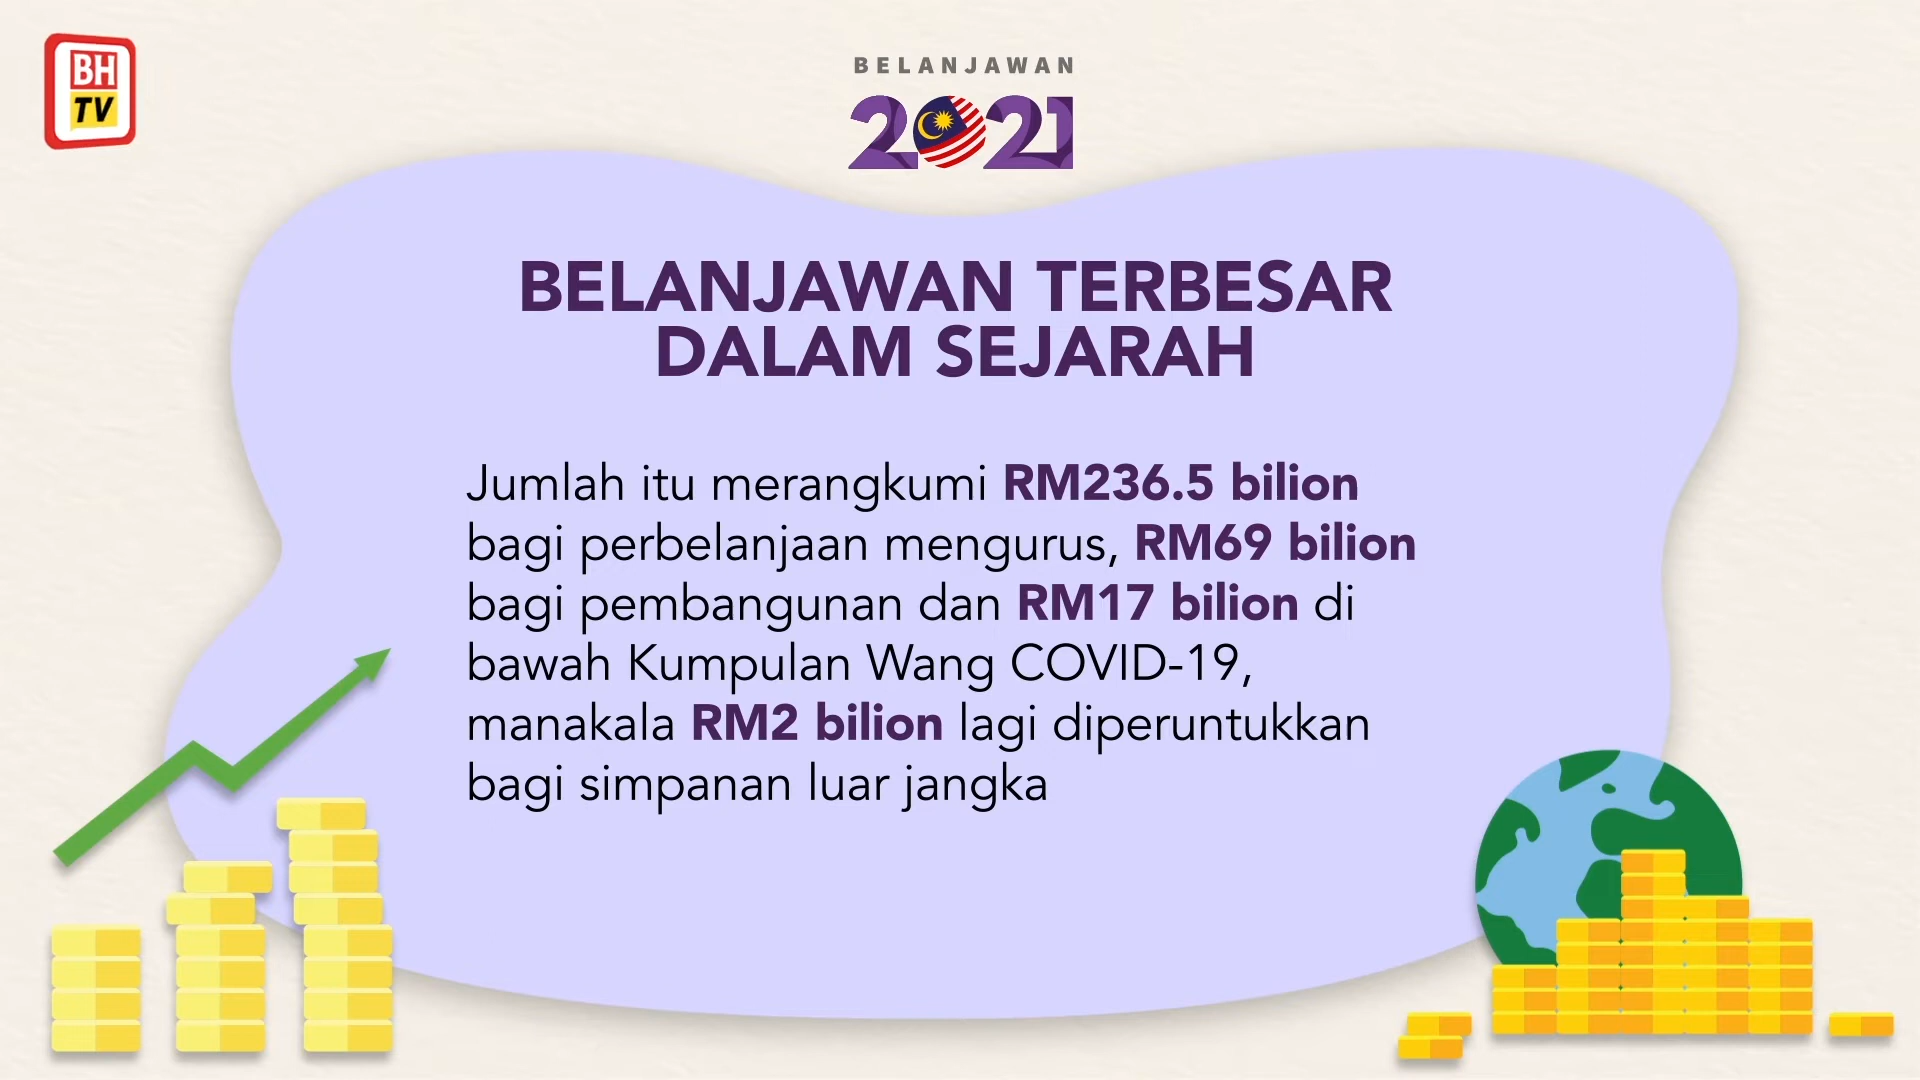 BH
TV
BELANJAWAN
2021
BELANJAWAN TERBESAR
DALAM SEJARAH
Jumlah itu merangkumi RM236.5 bilion
bagi perbelanjaan mengurus, RM69 bilion
bagi pembangunan dan RM17 bilion di
bawah Kumpulan Wang COVID-19,
manakala RM2 bilion lagi diperuntukkan
bagi simpanan luar jangka